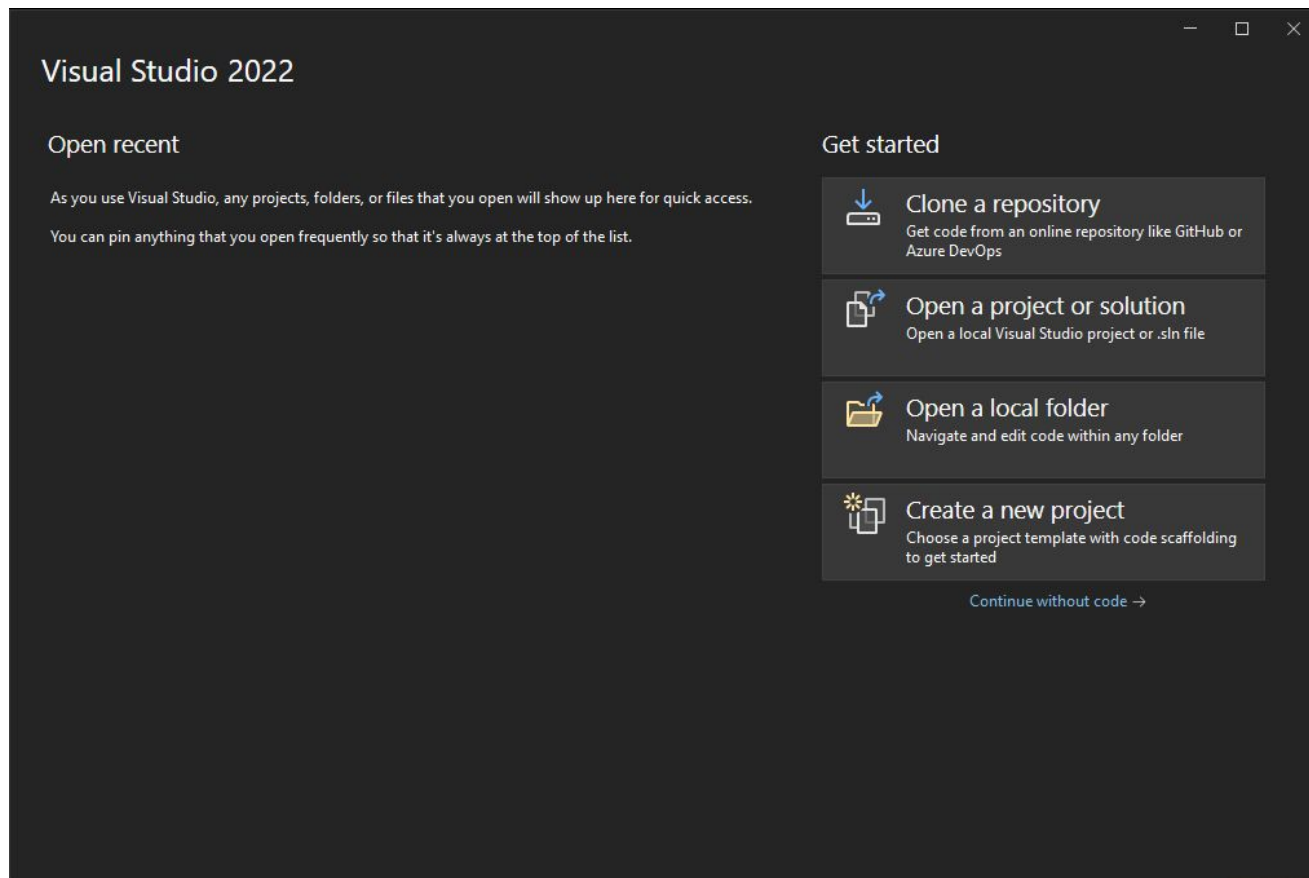 Visual Studio 2022
Open recent
As you use Visual Studio, any projects, folders, or files that you open will show up here for quick access.
You can pin anything that you open frequently so that it's always at the top of the list.
Get started
Clone a repository
Get code from an online repository like GitHub or
Azure DevOps
Open a project or solution
Open a local Visual Studio project or .sln file
Open a local folder
Navigate and edit code within any folder
Create a new project
Choose a project template with code scaffolding
to get started
Continue without code →